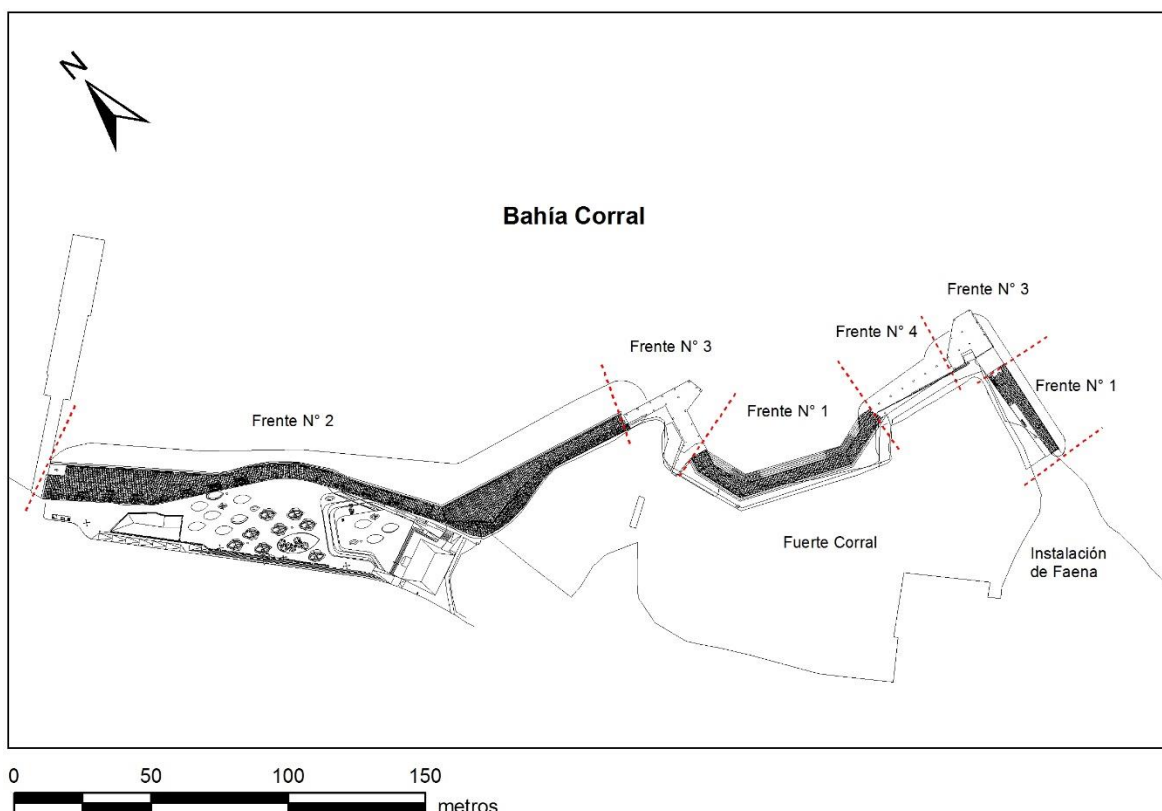 N
Bahía Corral
Frente N° 3
Frente N° 4
Frente N° 3
Frente N° 1
Frente N° 2
Frente N° 1
Fuerte Corral
Instalación
de Faena
0 50 100 150
metros